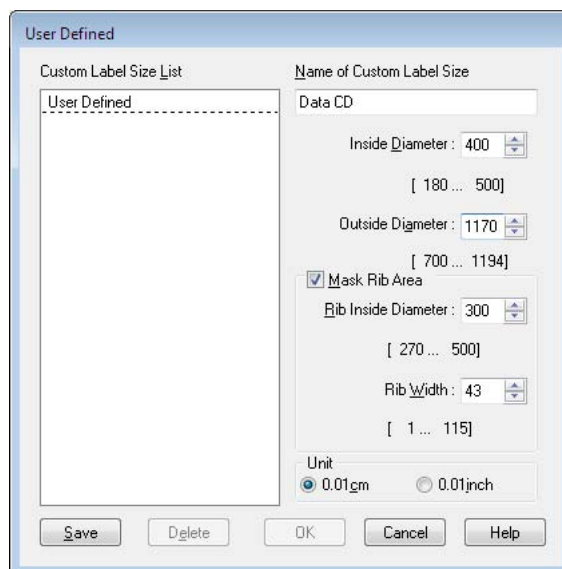 User Defined
Custom Label Size List
User Defined
Name of Custom Label Size
Data CD
Inside Diameter : 400
[ 180 ... 500]
Outside Diameter : 1170
[ 700 ... 1194]
Mask Rib Area
Rib Inside Diameter : 300
[ 270 ... 500]
Rib Width : 43
[ 1 ... 115]
Unit
0.01cm 0.01inch
Save Delete OK Cancel Help